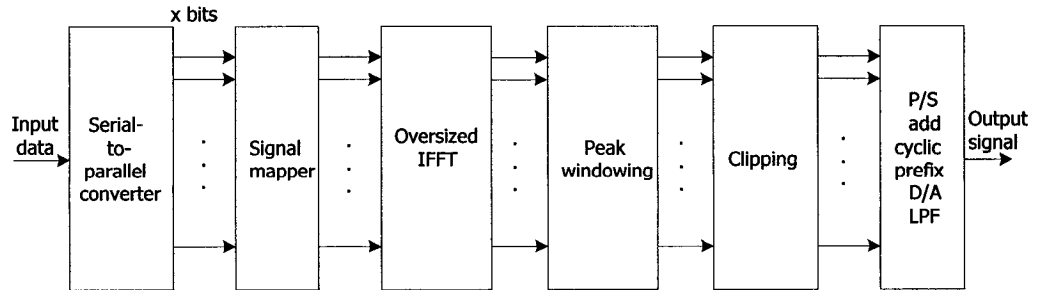 x bits
Input
data
Serial-
to-
parallel
converter
Signal
mapper
Oversized
IFFT
Peak
windowing
Clipping
P/S
add
cyclic
prefix
D/A
LPF
Output
signal